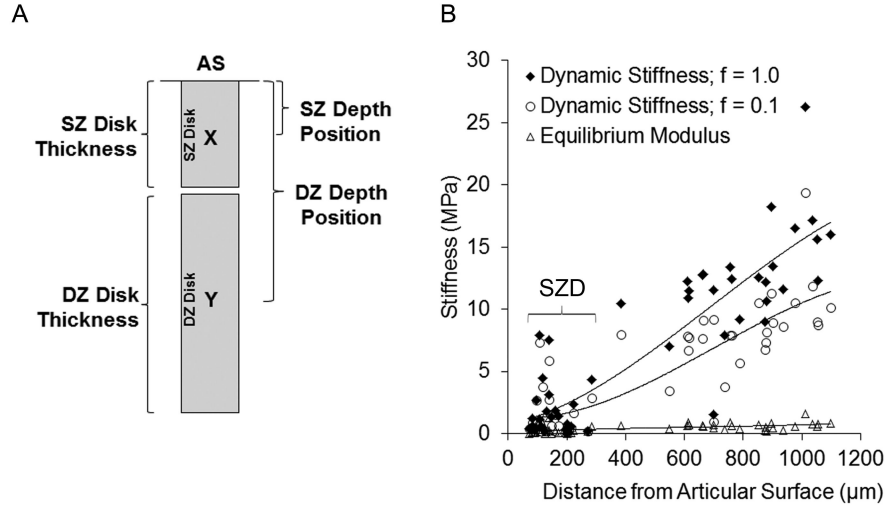 A
AS
SZ Disk
Thickness
SZ Disk
X
SZ Depth
Position
DZ Depth
Position
DZ Disk
Thickness
DZ Disk
Y
B
30
25
20
15
10
5
0
Stiffness (MPa)
Dynamic Stiffness; f = 1.0
Dynamic Stiffness; f = 0.1
Equilibrium Modulus
SZD
0
200
400
600
800
1000
1200
Distance from Articular Surface (µm)